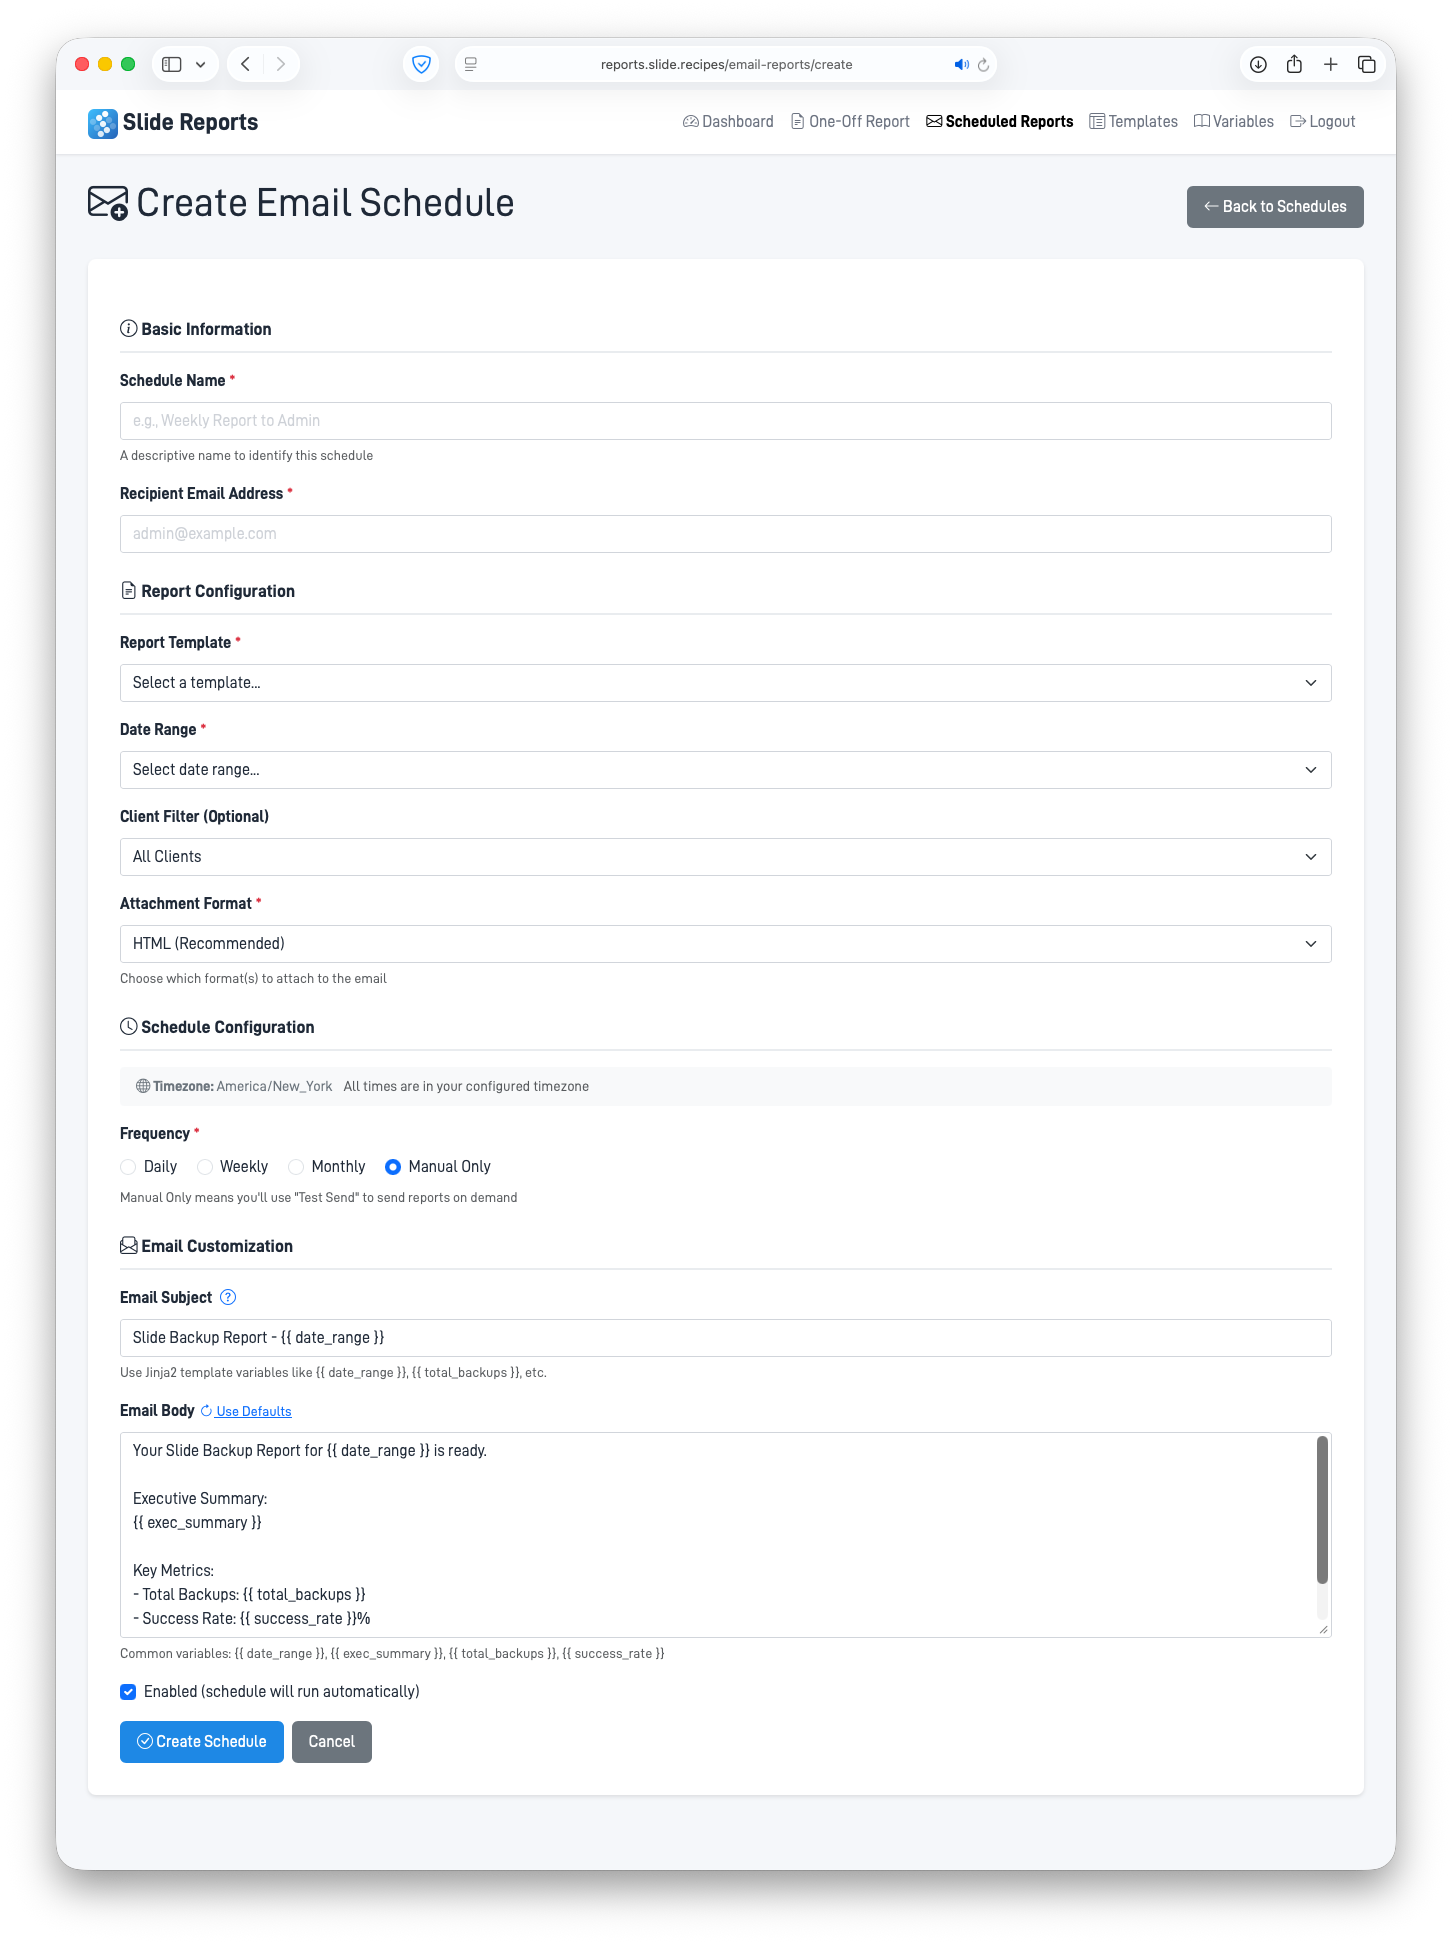 reports.slide.recipes/email-reports/create
Slide Reports
Dashboard
One-Off Report
Scheduled Reports
Templates
Variables
Logout
Create Email Schedule
← Back to Schedules
Basic Information
Schedule Name *
e.g., Weekly Report to Admin
A descriptive name to identify this schedule
Recipient Email Address *
admin@example.com
Report Configuration
Report Template *
Select a template...
Date Range *
Select date range...
Client Filter (Optional)
All Clients
Attachment Format *
HTML (Recommended)
Choose which format(s) to attach to the email
Schedule Configuration
Timezone: America/New_York All times are in your configured timezone
Frequency *
Daily
Weekly
Monthly
Manual Only
Manual Only means you'll use "Test Send" to send reports on demand
Email Customization
Email Subject ?
Slide Backup Report - {{ date_range }}
Use Jinja2 template variables like {{ date_range }}, {{ total_backups }}, etc.
Email Body Use Defaults
Your Slide Backup Report for {{ date_range }} is ready.
Executive Summary:
{{ exec_summary }}
Key Metrics:
- Total Backups: {{ total_backups }}
- Success Rate: {{ success_rate }}%
Common variables: {{ date_range }}, {{ exec_summary }}, {{ total_backups }}, {{ success_rate }}
Enabled (schedule will run automatically)
Create Schedule
Cancel